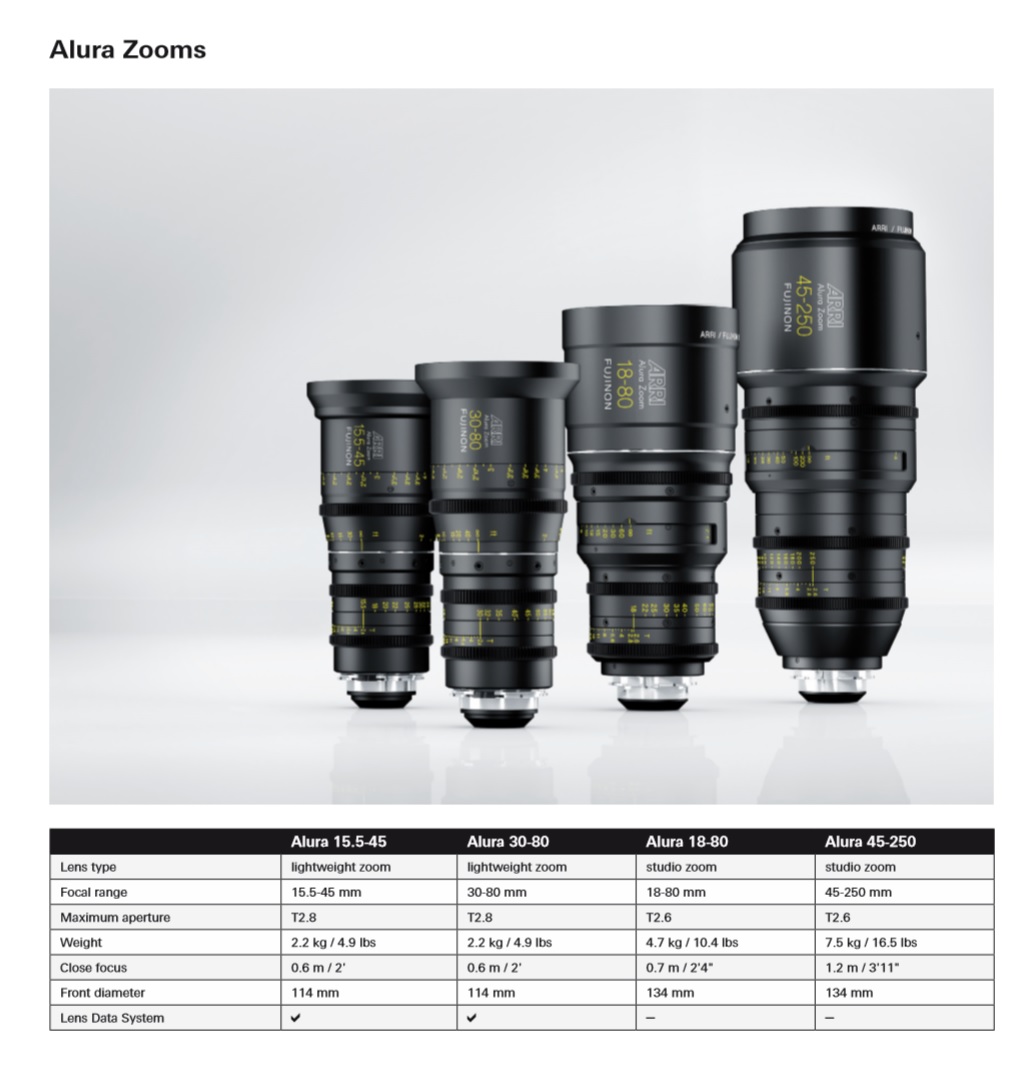 Alura Zooms
ARRI / FUJINON
ARRI
Alura Zoom
45-250
FUJINON
ARRI / FUJINON
ARRI
Alura Zoom
18-80
FUJINON
ARRI
Alura Zoom
30-80
FUJINON
ARRI
Alura Zoom
15.5-45
FUJINON
Alura 15.5-45 Alura 30-80 Alura 18-80 Alura 45-250
Lens type lightweight zoom lightweight zoom studio zoom studio zoom
Focal range 15.5-45 mm 30-80 mm 18-80 mm 45-250 mm
Maximum aperture T2.8 T2.8 T2.6 T2.6
Weight 2.2 kg / 4.9 lbs 2.2 kg / 4.9 lbs 4.7 kg / 10.4 lbs 7.5 kg / 16.5 lbs
Close focus 0.6 m / 2' 0.6 m / 2' 0.7 m / 2'4" 1.2 m / 3'11"
Front diameter 114 mm 114 mm 134 mm 134 mm
Lens Data System ✔ ✔ – –